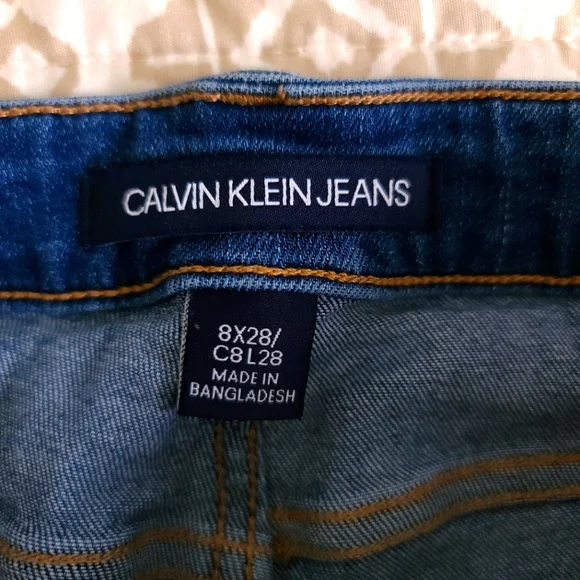 CALVIN KLEIN JEANS
8X28/
C8 L28
MADE IN
BANGLADESH